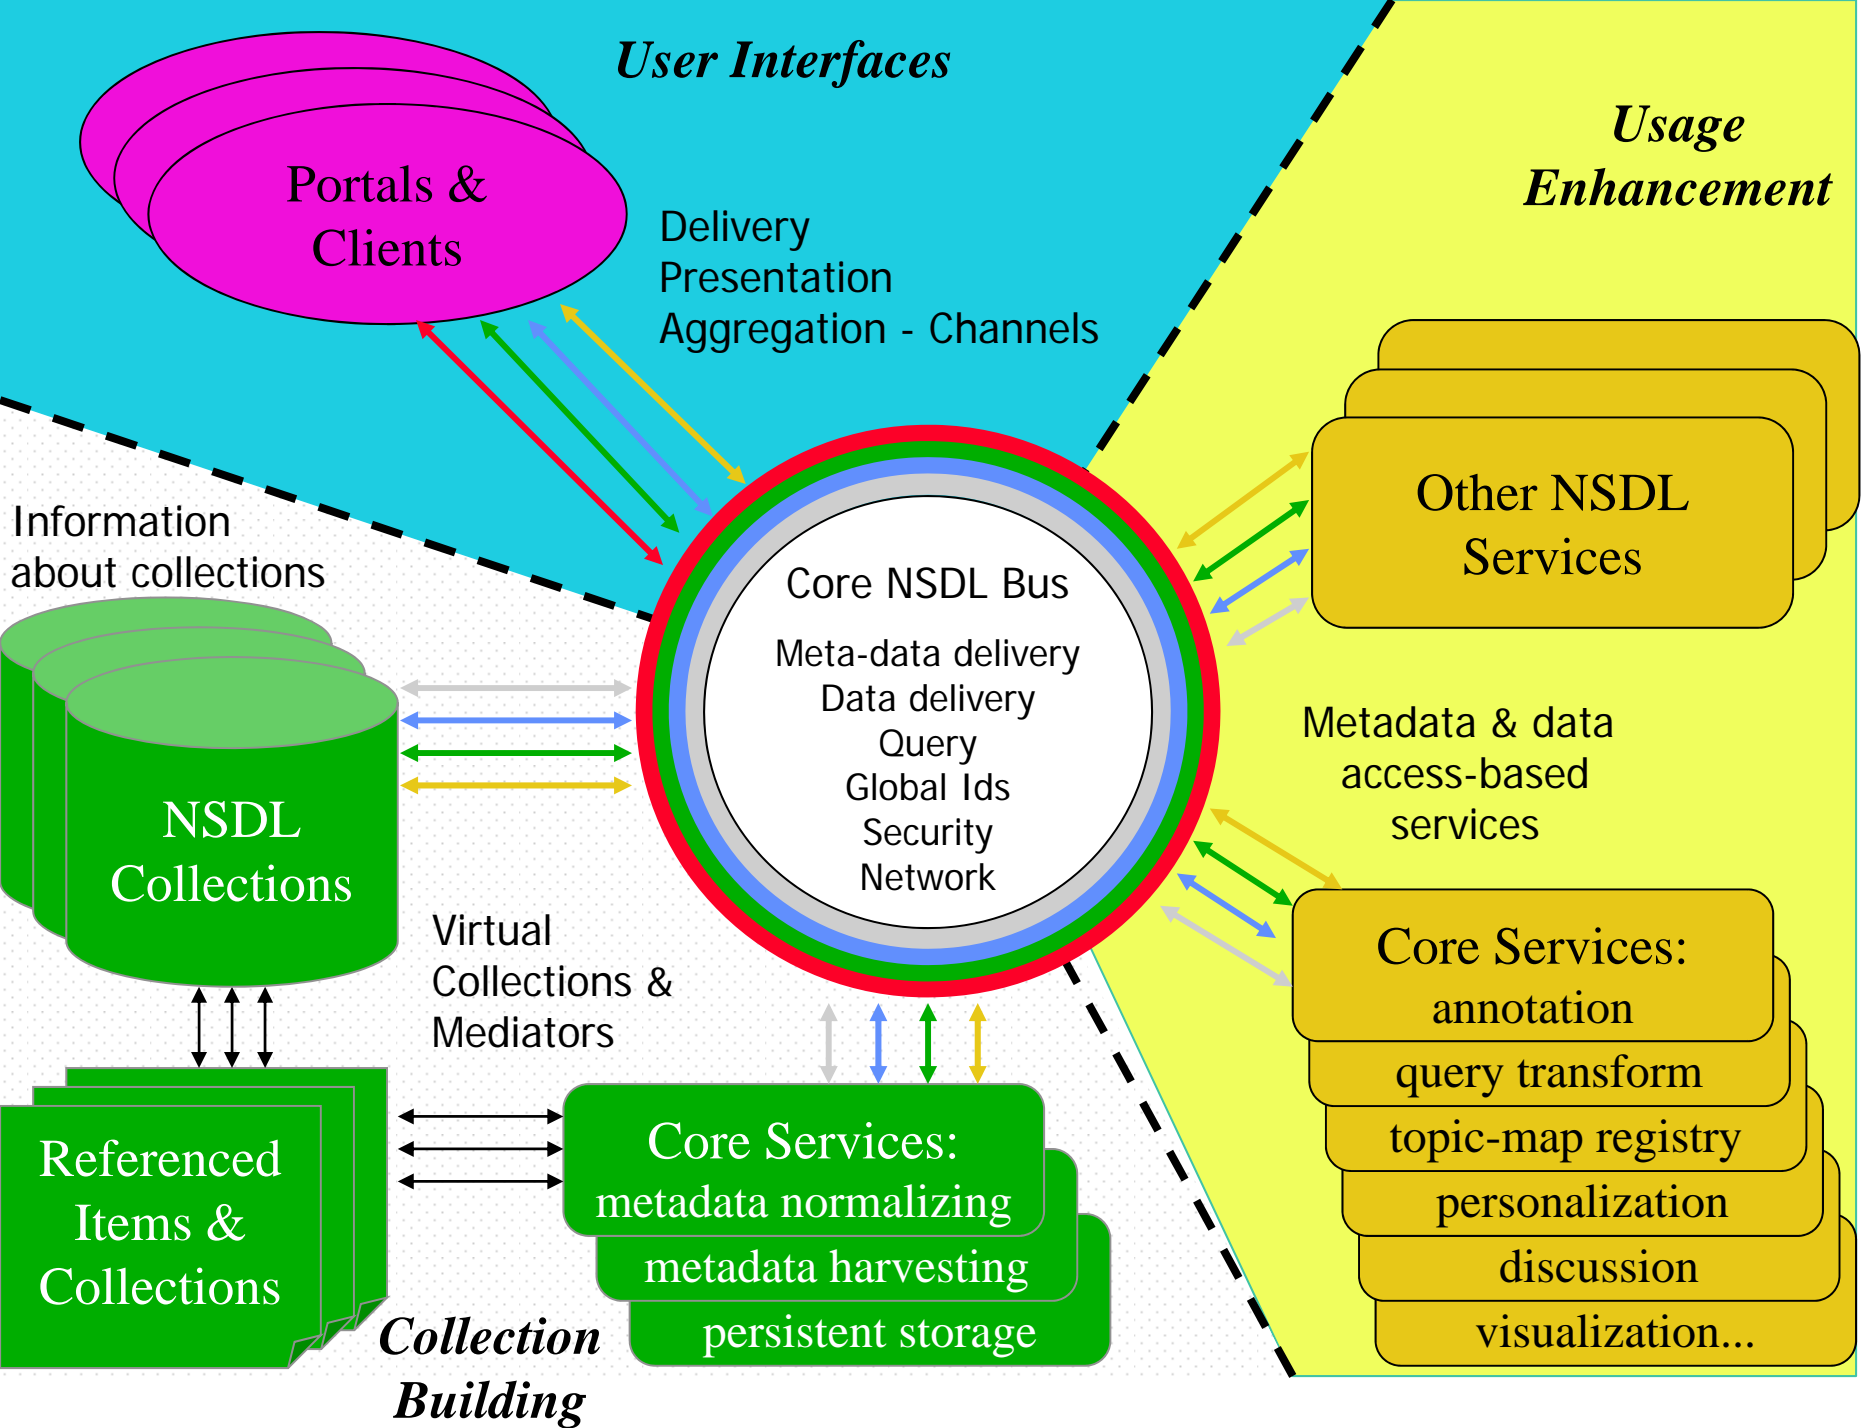 User Interfaces
Usage
Enhancement
Portals &
Clients
Delivery
Presentation
Aggregation - Channels
Information
about collections
NSDL
Collections
Core NSDL Bus
Meta-data delivery
Data delivery
Query
Global Ids
Security
Network
Other NSDL
Services
Metadata & data
access-based
services
Virtual
Collections &
Mediators
Referenced
Items &
Collections
Core Services:
metadata normalizing
metadata harvesting
persistent storage
Core Services:
annotation
query transform
topic-map registry
personalization
discussion
visualization...
Collection
Building